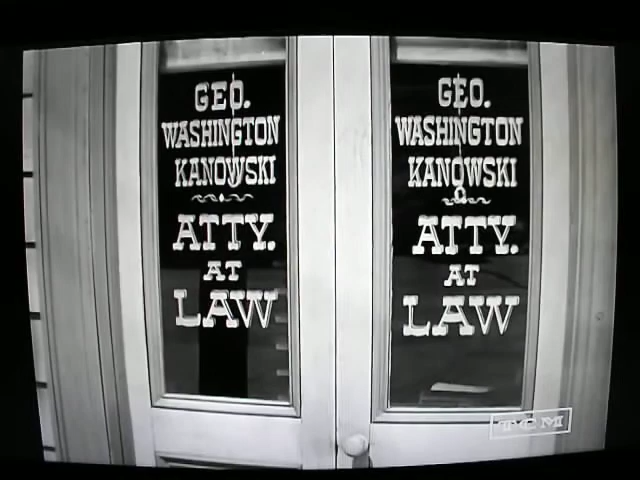 GEO.
WASHINGTON
KANOWSKI
ATTY.
AT
LAW
GEO.
WASHINGTON
KANOWSKI
ATTY.
AT
LAW
TCM